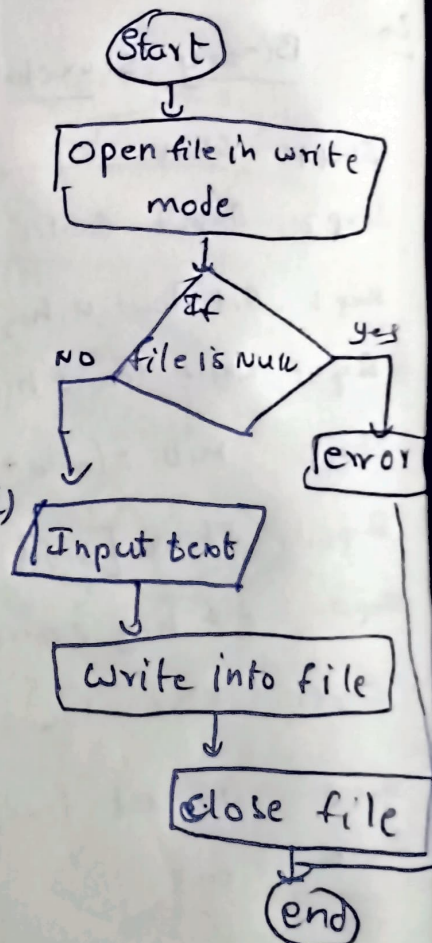 Start
Open file in write
mode
If
file is NULL
NO
yes
error
Input text
write into file
close file
end